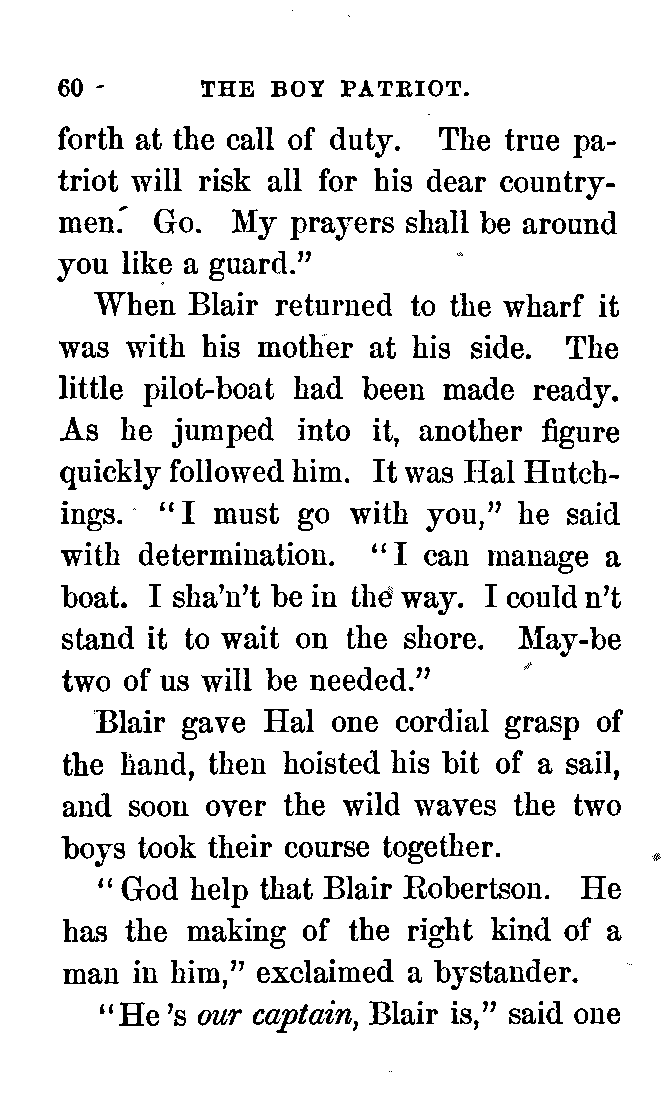 60 - THE BOY PATRIOT.
forth at the call of duty. The true pa-
triot will risk all for his dear country-
men. Go. My prayers shall be around
you like a guard.”
When Blair returned to the wharf it
was with his mother at his side. The
little pilot-boat had been made ready.
As he jumped into it, another figure
quickly followed him. It was Hal Hutch-
ings. “I must go with you,” he said
with determination. “I can manage a
boat. I sha’n’t be in the way. I could n’t
stand it to wait on the shore. May-be
two of us will be needed.”
Blair gave Hal one cordial grasp of
the hand, then hoisted his bit of a sail,
and soon over the wild waves the two
boys took their course together.
“God help that Blair Robertson. He
has the making of the right kind of a
man in him,” exclaimed a bystander.
“He ’s our captain, Blair is,” said one